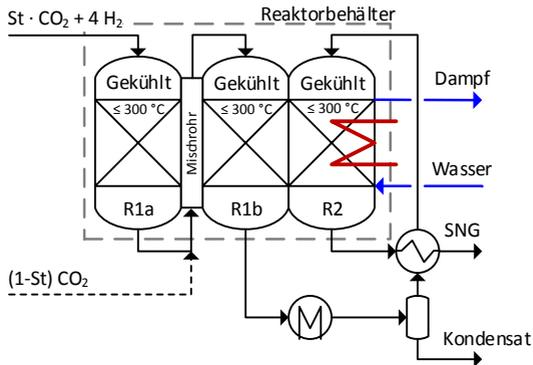 St · CO₂ + 4 H₂
Reaktorbehälter
Gekühlt
Gekühlt
Gekühlt
≤ 300 °C
≤ 300 °C
≤ 300 °C
Dampf
Mischrohr
Wasser
R1a
R1b
R2
SNG
(1-St) CO₂
M
Kondensat